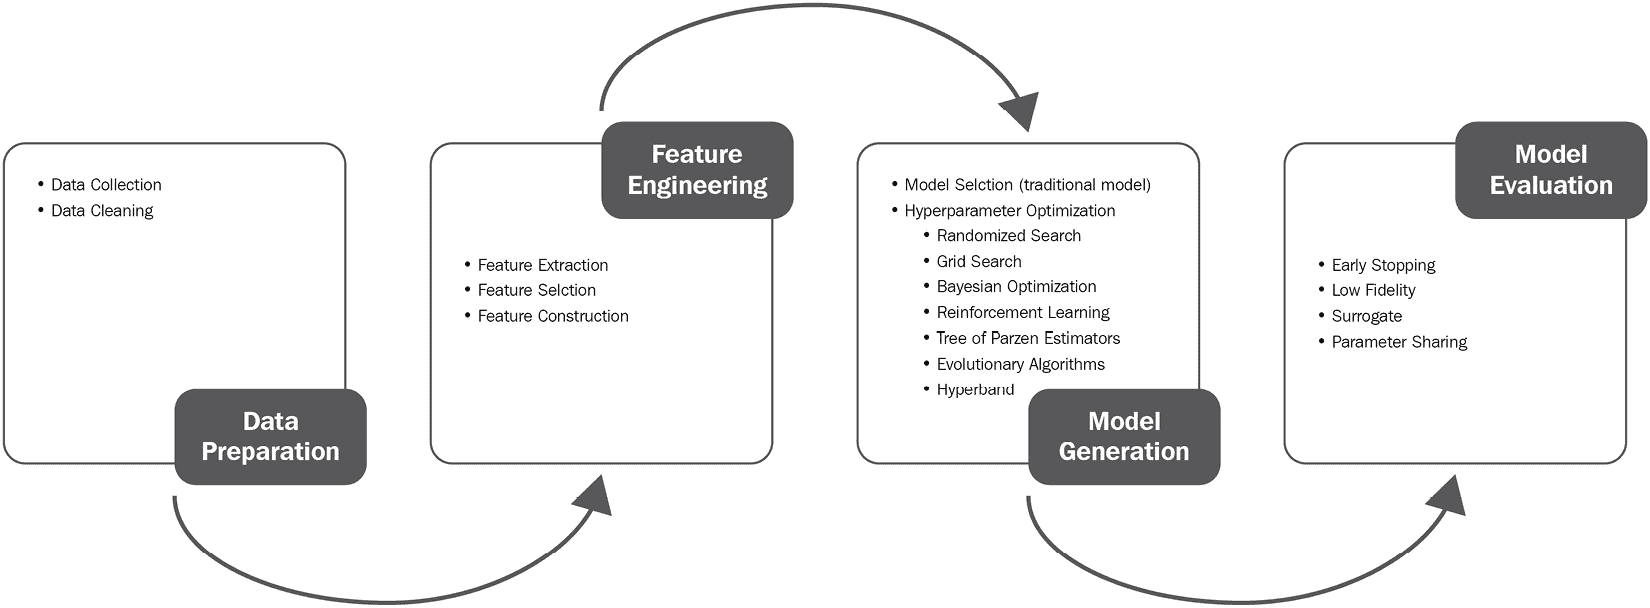 • Data Collection
• Data Cleaning
Data
Preparation
Feature
Engineering
• Feature Extraction
• Feature Selction
• Feature Construction
• Model Selction (traditional model)
• Hyperparameter Optimization
• Randomized Search
• Grid Search
• Bayesian Optimization
• Reinforcement Learning
• Tree of Parzen Estimators
• Evolutionary Algorithms
• Hyperband
Model
Generation
Model
Evaluation
• Early Stopping
• Low Fidelity
• Surrogate
• Parameter Sharing